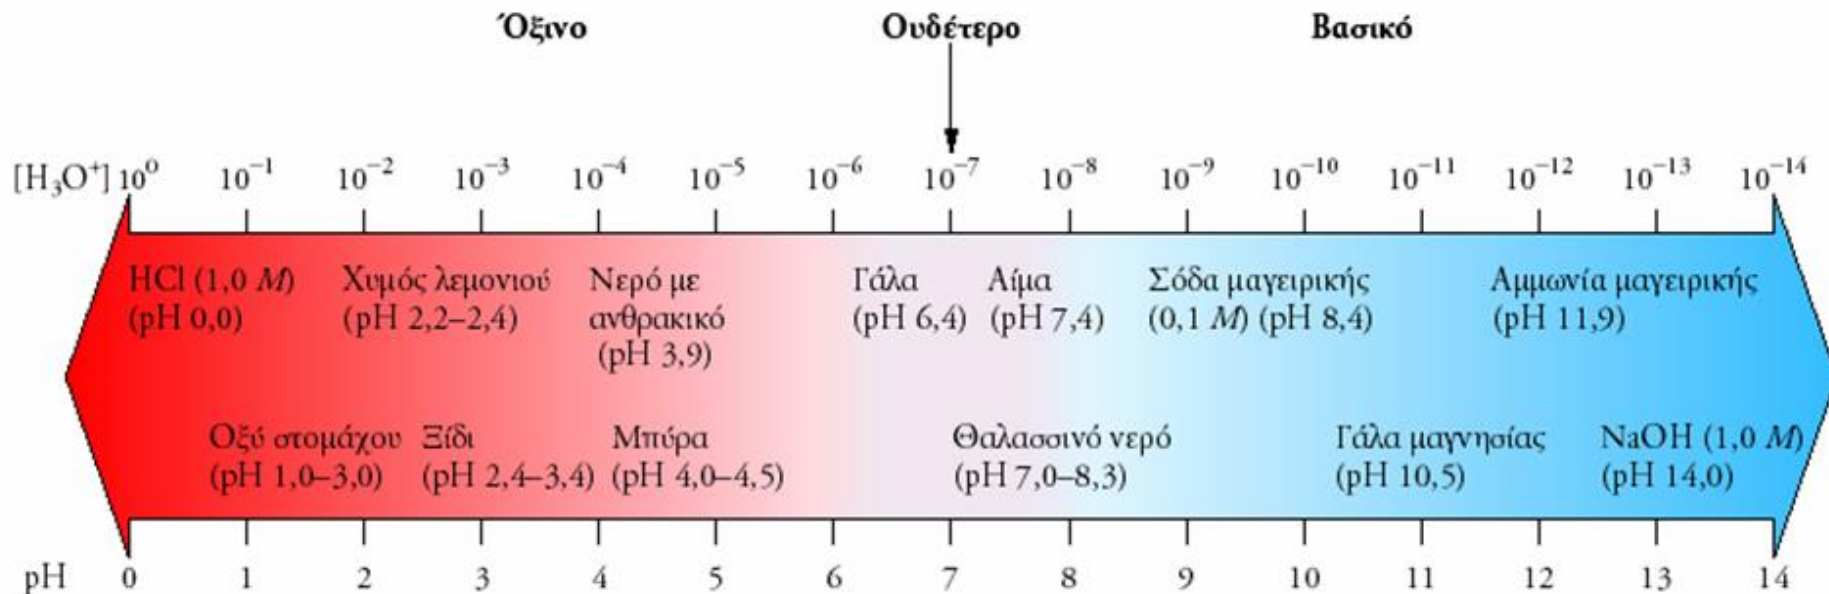 Όξινο Ουδέτερο Βασικό
[H₃O⁺] 10⁰ 10⁻¹ 10⁻² 10⁻³ 10⁻⁴ 10⁻⁵ 10⁻⁶ 10⁻⁷ 10⁻⁸ 10⁻⁹ 10⁻¹⁰ 10⁻¹¹ 10⁻¹² 10⁻¹³ 10⁻¹⁴
HCl (1,0 M)
(pH 0,0)
Χυμός λεμονιού
(pH 2,2–2,4)
Νερό με
ανθρακικό
(pH 3,9)
Γάλα
(pH 6,4)
Αίμα
(pH 7,4)
Σόδα μαγειρικής
(0,1 M) (pH 8,4)
Αμμωνία μαγειρικής
(pH 11,9)
Οξύ στομάχου
(pH 1,0–3,0)
Ξίδι
(pH 2,4–3,4)
Μπύρα
(pH 4,0–4,5)
Θαλασσινό νερό
(pH 7,0–8,3)
Γάλα μαγνησίας
(pH 10,5)
NaOH (1,0 M)
(pH 14,0)
pH 0 1 2 3 4 5 6 7 8 9 10 11 12 13 14